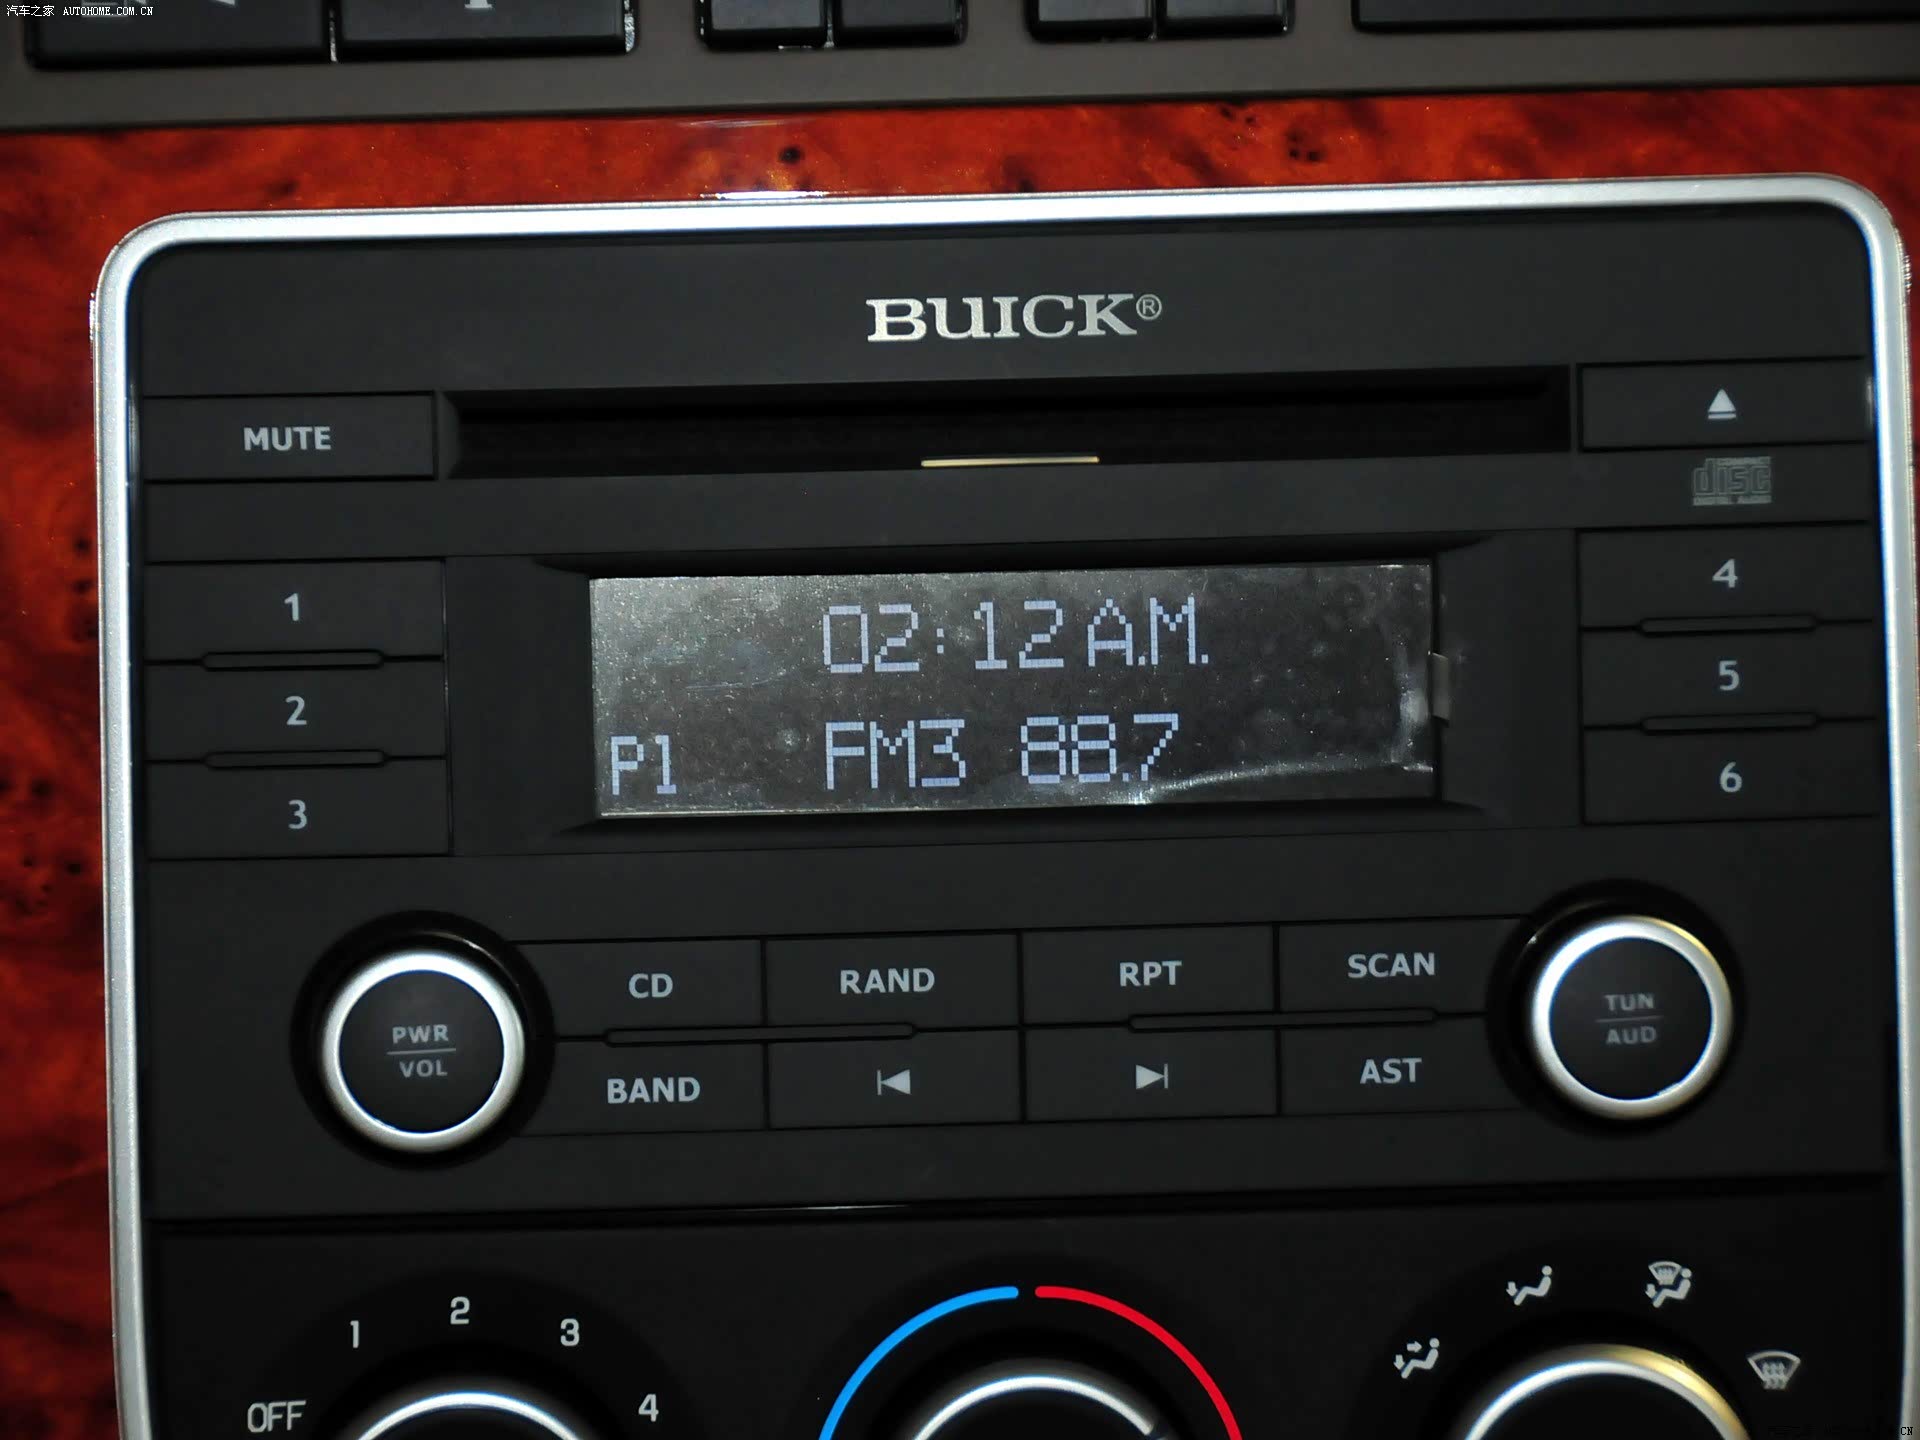 汽车之家 AUTOHOME.COM.CN
BUICK®
MUTE
disc
1
4
02:12 A.M.
2
5
P1 FM3 88.7
3
6
CD RAND RPT SCAN
PWR
VOL
TUN
AUD
BAND AST
1 2 3
OFF 4